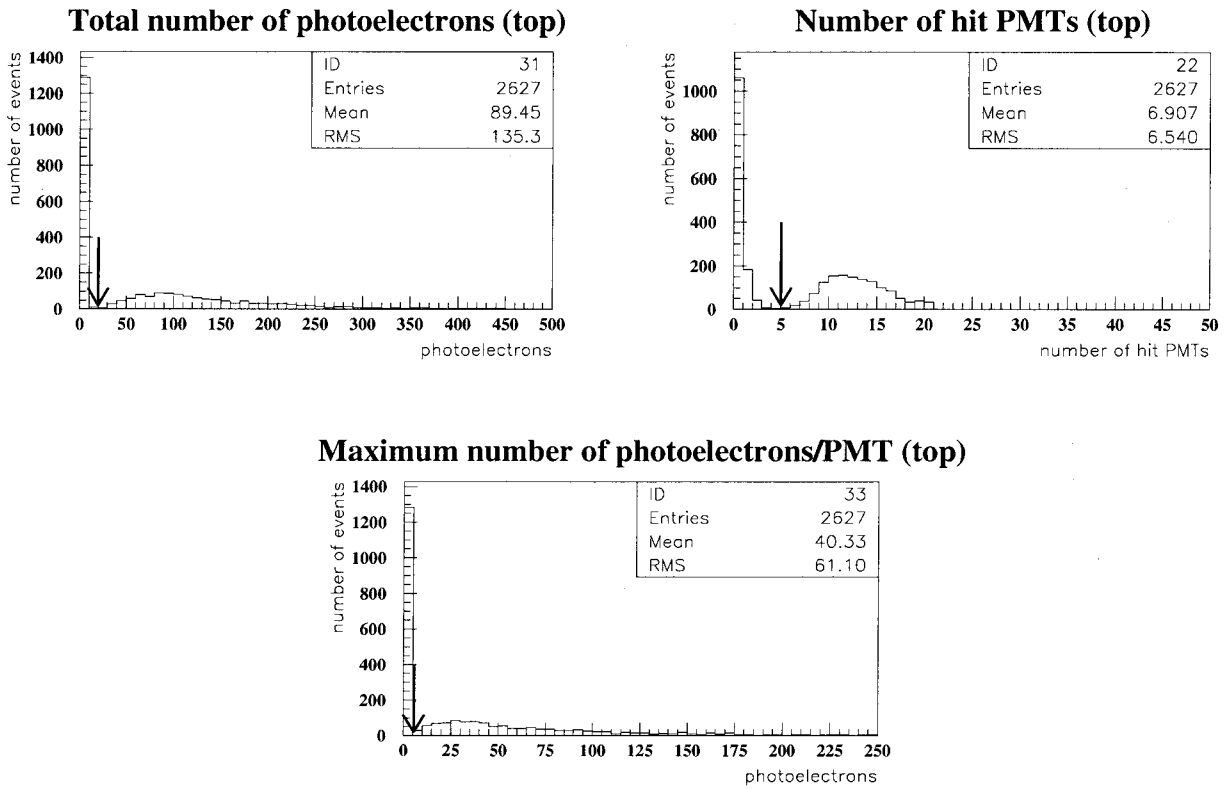 Total number of photoelectrons (top)
number of events
1400
1200
1000
800
600
400
200
0
ID 31
Entries 2627
Mean 89.45
RMS 135.3
0 50 100 150 200 250 300 350 400 450 500
photoelectrons
Number of hit PMTs (top)
number of events
1000
800
600
400
200
0
ID 22
Entries 2627
Mean 6.907
RMS 6.540
0 5 10 15 20 25 30 35 40 45 50
number of hit PMTs
Maximum number of photoelectrons/PMT (top)
number of events
1400
1200
1000
800
600
400
200
0
ID 33
Entries 2627
Mean 40.33
RMS 61.10
0 25 50 75 100 125 150 175 200 225 250
photoelectrons